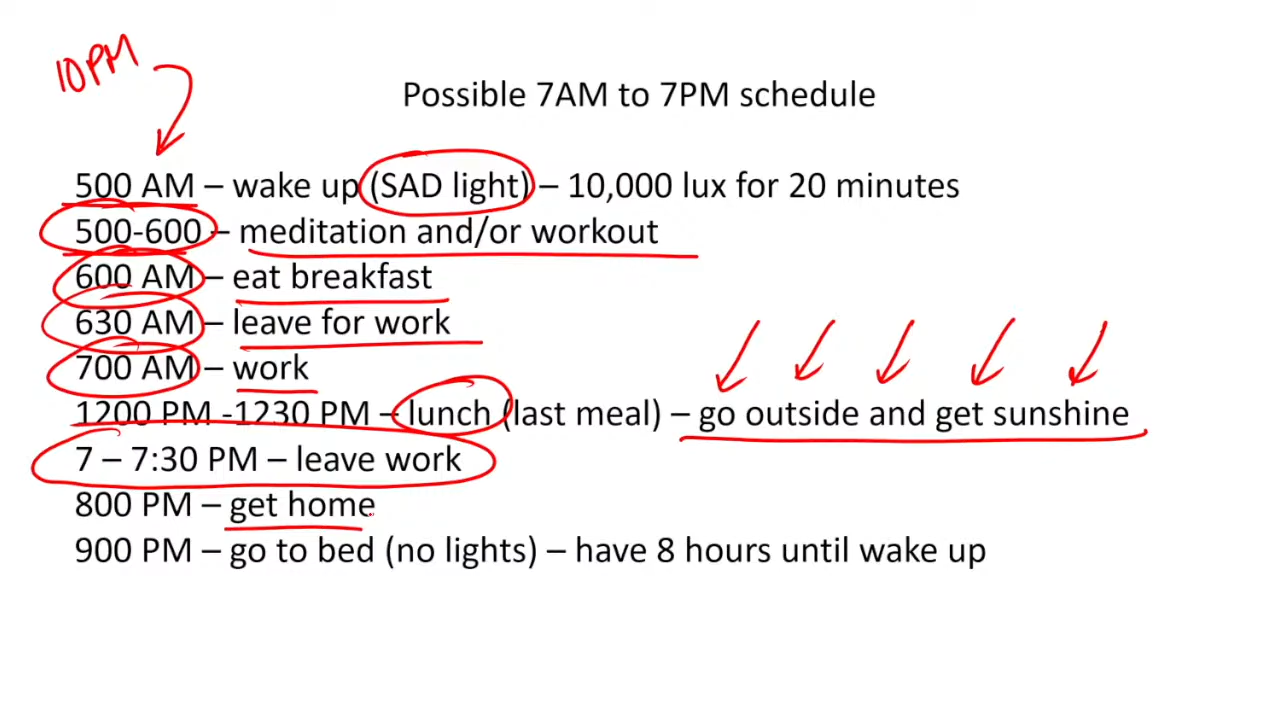 10PM
Possible 7AM to 7PM schedule
500 AM – wake up (SAD light) – 10,000 lux for 20 minutes
500-600 – meditation and/or workout
600 AM – eat breakfast
630 AM – leave for work
700 AM – work
1200 PM -1230 PM – lunch (last meal) – go outside and get sunshine
7 – 7:30 PM – leave work
800 PM – get home
900 PM – go to bed (no lights) – have 8 hours until wake up